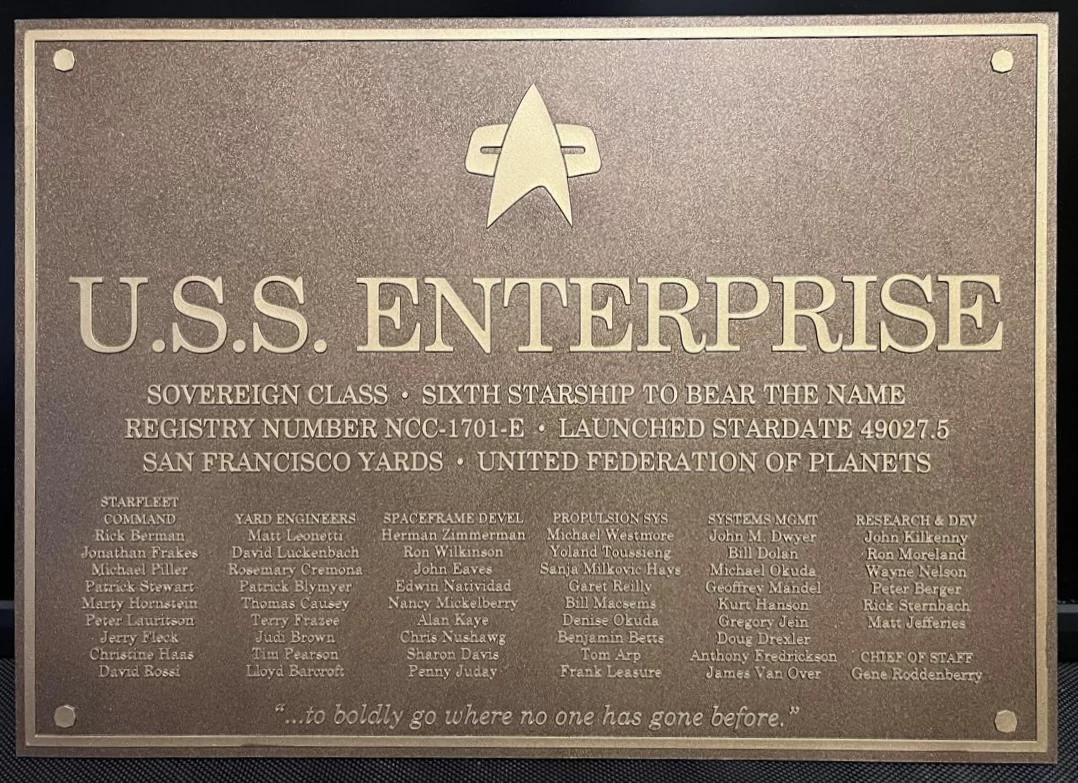 U.S.S. ENTERPRISE
SOVEREIGN CLASS • SIXTH STARSHIP TO BEAR THE NAME
REGISTRY NUMBER NCC-1701-E • LAUNCHED STARDATE 49027.5
SAN FRANCISCO YARDS • UNITED FEDERATION OF PLANETS
STARFLEET
COMMAND
Rick Berman
Jonathan Frakes
Michael Piller
Patrick Stewart
Marty Hornstein
Peter Lauritson
Jerry Fleck
Christine Haas
David Rossi
YARD ENGINEERS
Matt Leonetti
David Luckenbach
Rosemary Cremona
Patrick Blymyer
Thomas Causey
Terry Frazee
Judi Brown
Tim Pearson
Lloyd Barcroft
SPACEFRAME DEVEL
Herman Zimmerman
Ron Wilkinson
John Eaves
Edwin Natividad
Nancy Mickelberry
Alan Kaye
Chris Nushawg
Sharon Davis
Penny Juday
PROPULSION SYS
Michael Westmore
Yoland Toussieng
Sanja Milkovic Hays
Garet Reilly
Bill Macsems
Denise Okuda
Benjamin Betts
Tom Arp
Frank Leasure
SYSTEMS MGMT
John M. Dwyer
Bill Dolan
Michael Okuda
Geoffrey Mandel
Kurt Hanson
Gregory Jein
Doug Drexler
Anthony Fredrickson
James Van Over
RESEARCH & DEV
John Kilkenny
Ron Moreland
Wayne Nelson
Peter Berger
Rick Sternbach
Matt Jefferies
CHIEF OF STAFF
Gene Roddenberry
"...to boldly go where no one has gone before."